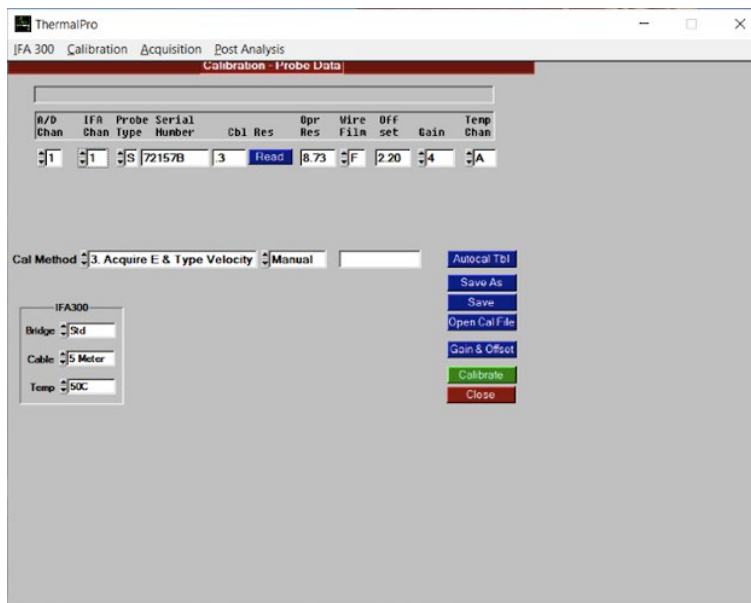 ThermalPro
IFA 300 Calibration Acquisition Post Analysis
Calibration - Probe Data
A/D IFA Probe Serial Opr Wire Off Temp
Chan Chan Type Number Cbl Res Res Film set Gain Chan
1 1 S 72157B .3 Read 8.73 F 2.20 4 A
Cal Method 3. Acquire E & Type Velocity Manual
Autocal Tbl
Save As
Save
Open Cal File
Gain & Offset
Calibrate
Close
IFA300
Bridge Std
Cable 5 Meter
Temp 50C